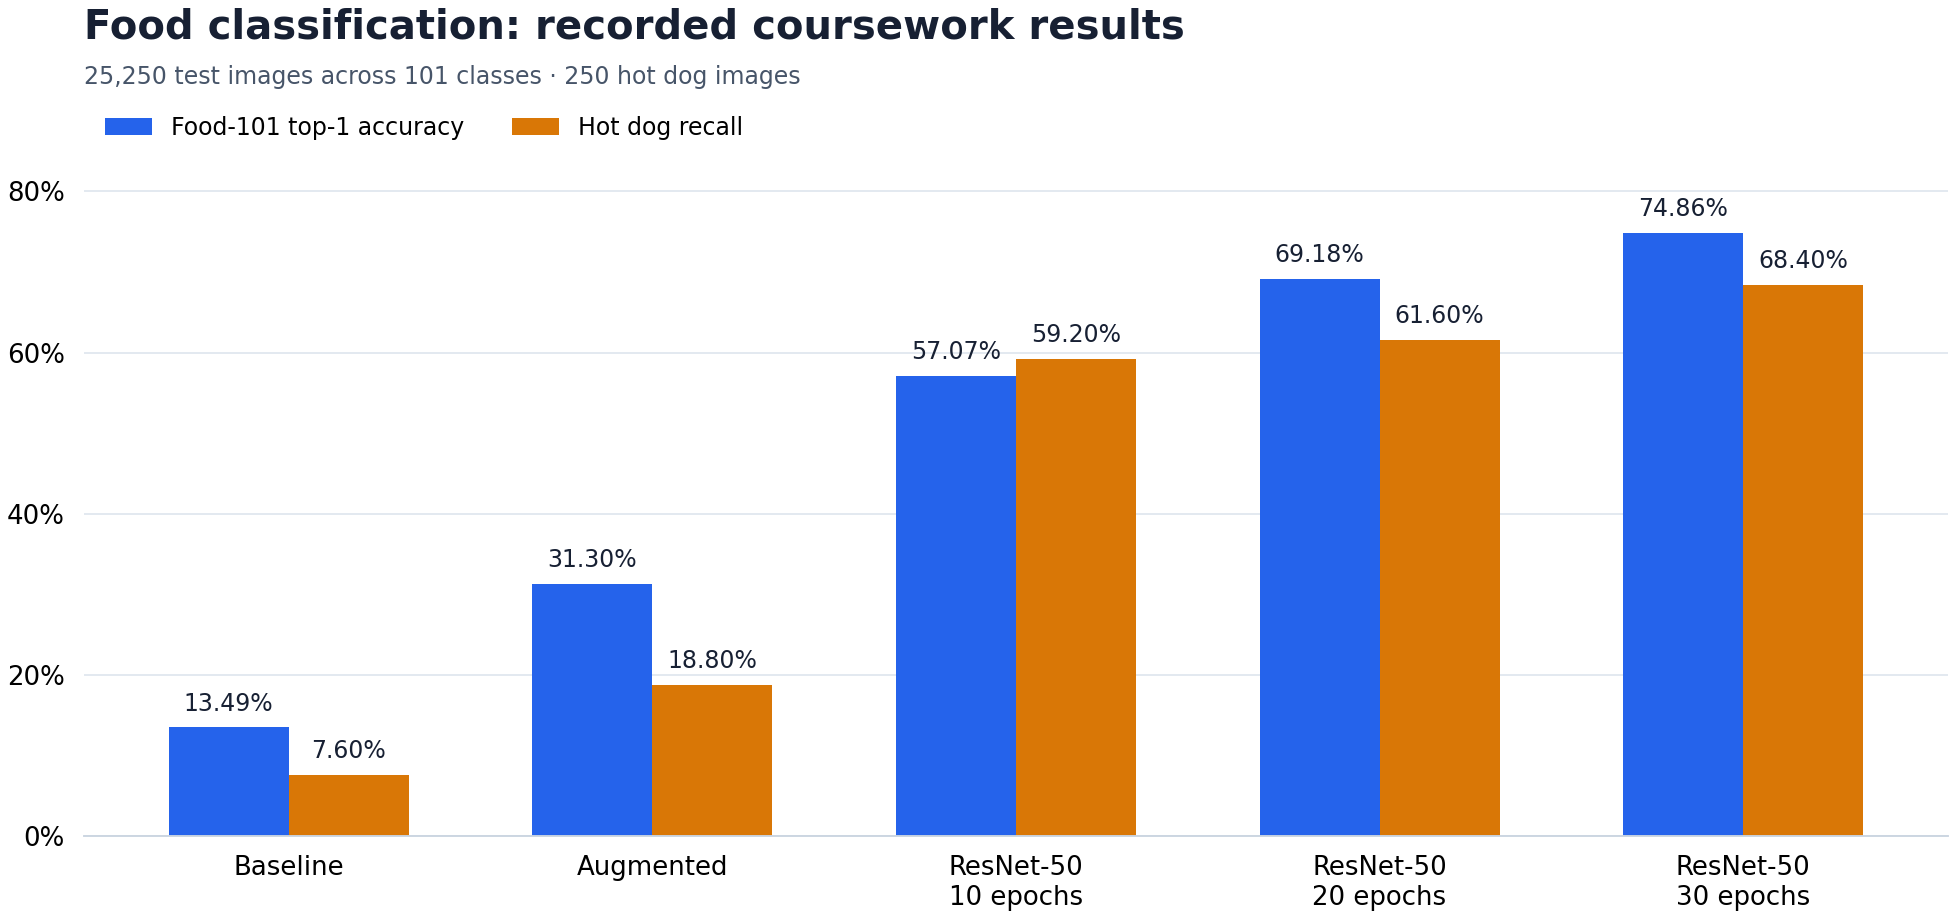 Food classification: recorded coursework results
25,250 test images across 101 classes · 250 hot dog images
Food-101 top-1 accuracy
Hot dog recall
80%
60%
40%
20%
0%
13.49%
7.60%
31.30%
18.80%
57.07%
59.20%
69.18%
61.60%
74.86%
68.40%
Baseline
Augmented
ResNet-50
10 epochs
ResNet-50
20 epochs
ResNet-50
30 epochs